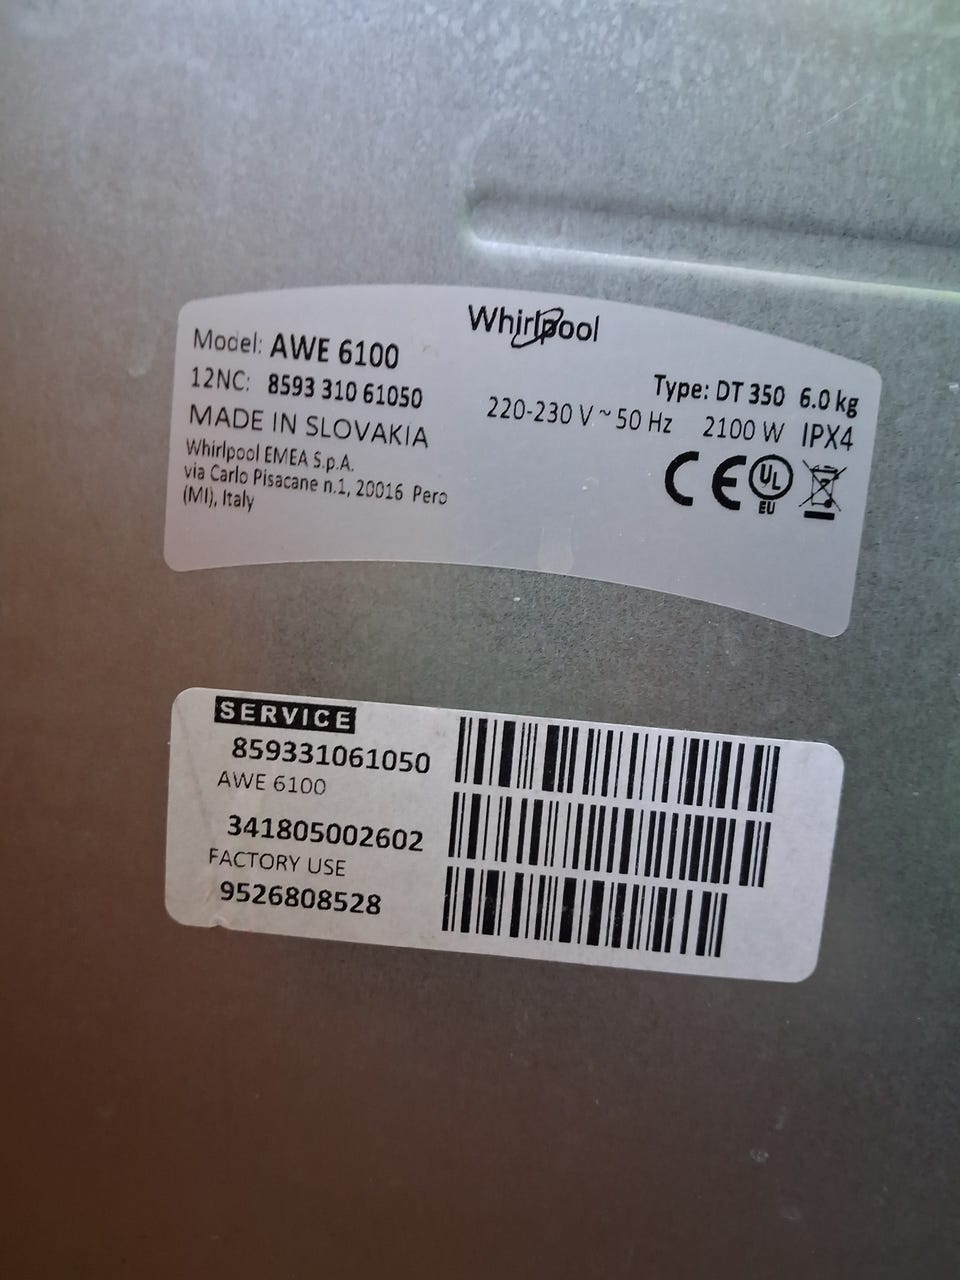 Whirlpool
Model: AWE 6100
12NC: 8593 310 61050
MADE IN SLOVAKIA
Whirlpool EMEA S.p.A.
via Carlo Pisacane n.1, 20016 Pero
(MI), Italy
Type: DT 350 6.0 kg
220-230 V ~ 50 Hz 2100 W IPX4
CE UL
EU
SERVICE
859331061050
AWE 6100
341805002602
FACTORY USE
9526808528